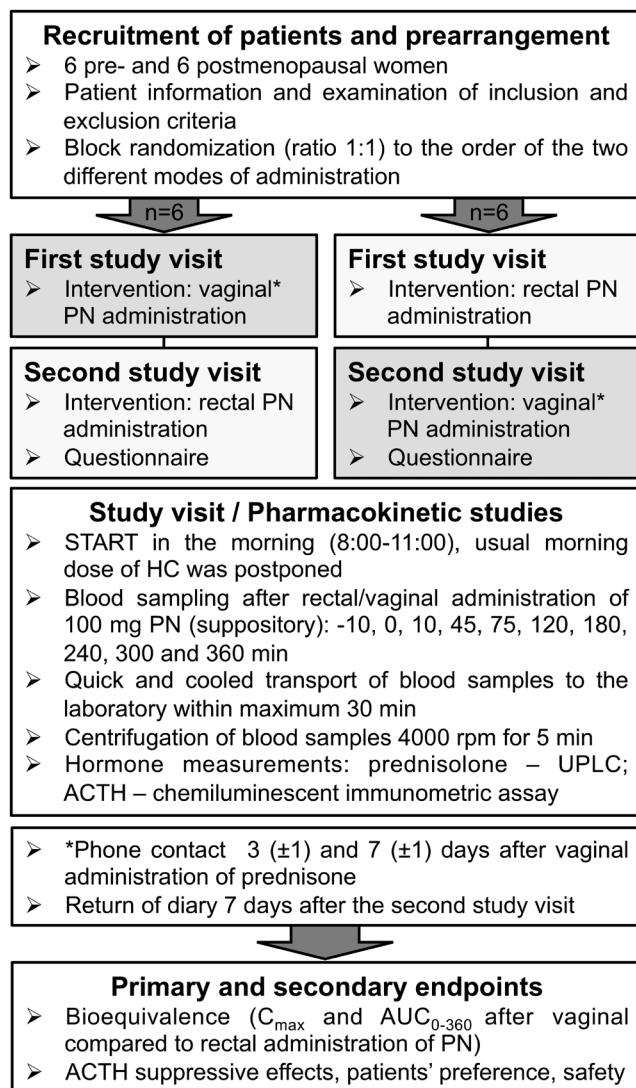 Recruitment of patients and prearrangement
➢ 6 pre- and 6 postmenopausal women
➢ Patient information and examination of inclusion and
exclusion criteria
➢ Block randomization (ratio 1:1) to the order of the two
different modes of administration
n=6
n=6
First study visit
➢ Intervention: vaginal*
PN administration
Second study visit
➢ Intervention: rectal PN
administration
➢ Questionnaire
First study visit
➢ Intervention: rectal PN
administration
Second study visit
➢ Intervention: vaginal*
PN administration
➢ Questionnaire
Study visit / Pharmacokinetic studies
➢ START in the morning (8:00-11:00), usual morning
dose of HC was postponed
➢ Blood sampling after rectal/vaginal administration of
100 mg PN (suppository): -10, 0, 10, 45, 75, 120, 180,
240, 300 and 360 min
➢ Quick and cooled transport of blood samples to the
laboratory within maximum 30 min
➢ Centrifugation of blood samples 4000 rpm for 5 min
➢ Hormone measurements: prednisolone – UPLC;
ACTH – chemiluminescent immunometric assay
➢ *Phone contact 3 (±1) and 7 (±1) days after vaginal
administration of prednisone
➢ Return of diary 7 days after the second study visit
Primary and secondary endpoints
➢ Bioequivalence (Cmax and AUC0-360 after vaginal
compared to rectal administration of PN)
➢ ACTH suppressive effects, patients' preference, safety